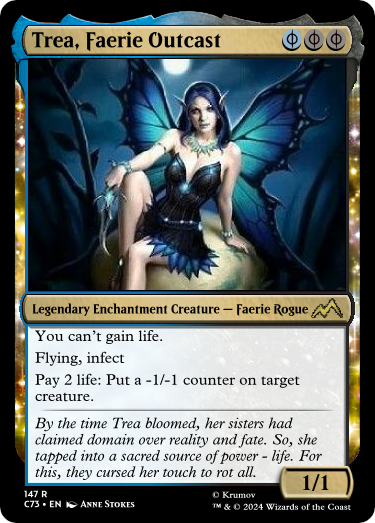 Trea, Faerie Outcast
Legendary Enchantment Creature — Faerie Rogue
You can't gain life.
Flying, infect
Pay 2 life: Put a -1/-1 counter on target
creature.
By the time Trea bloomed, her sisters had
claimed domain over reality and fate. So, she
tapped into a sacred source of power - life. For
this, they cursed her touch to rot all.
1/1
147 R
C73 • EN Anne Stokes
© Krumov
™ & © 2024 Wizards of the Coast